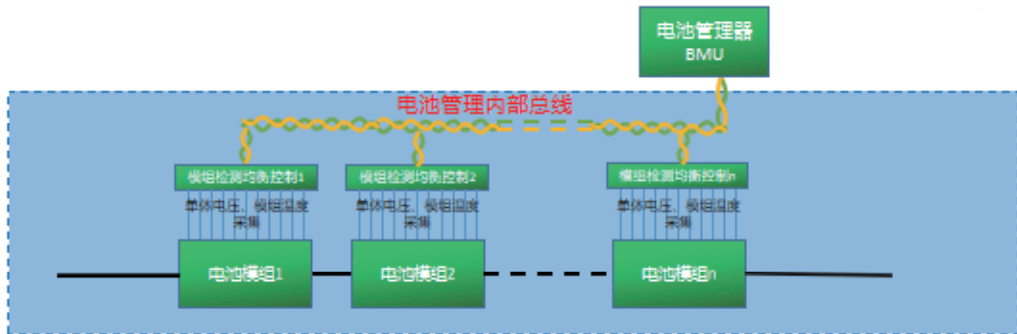 电池管理器
BMU
电池管理内部总线
模组检测均衡控制1
模组检测均衡控制2
模组检测均衡控制n
单体电压、模组温度
采集
单体电压、模组温度
采集
单体电压、模组温度
采集
电池模组1
电池模组2
电池模组n